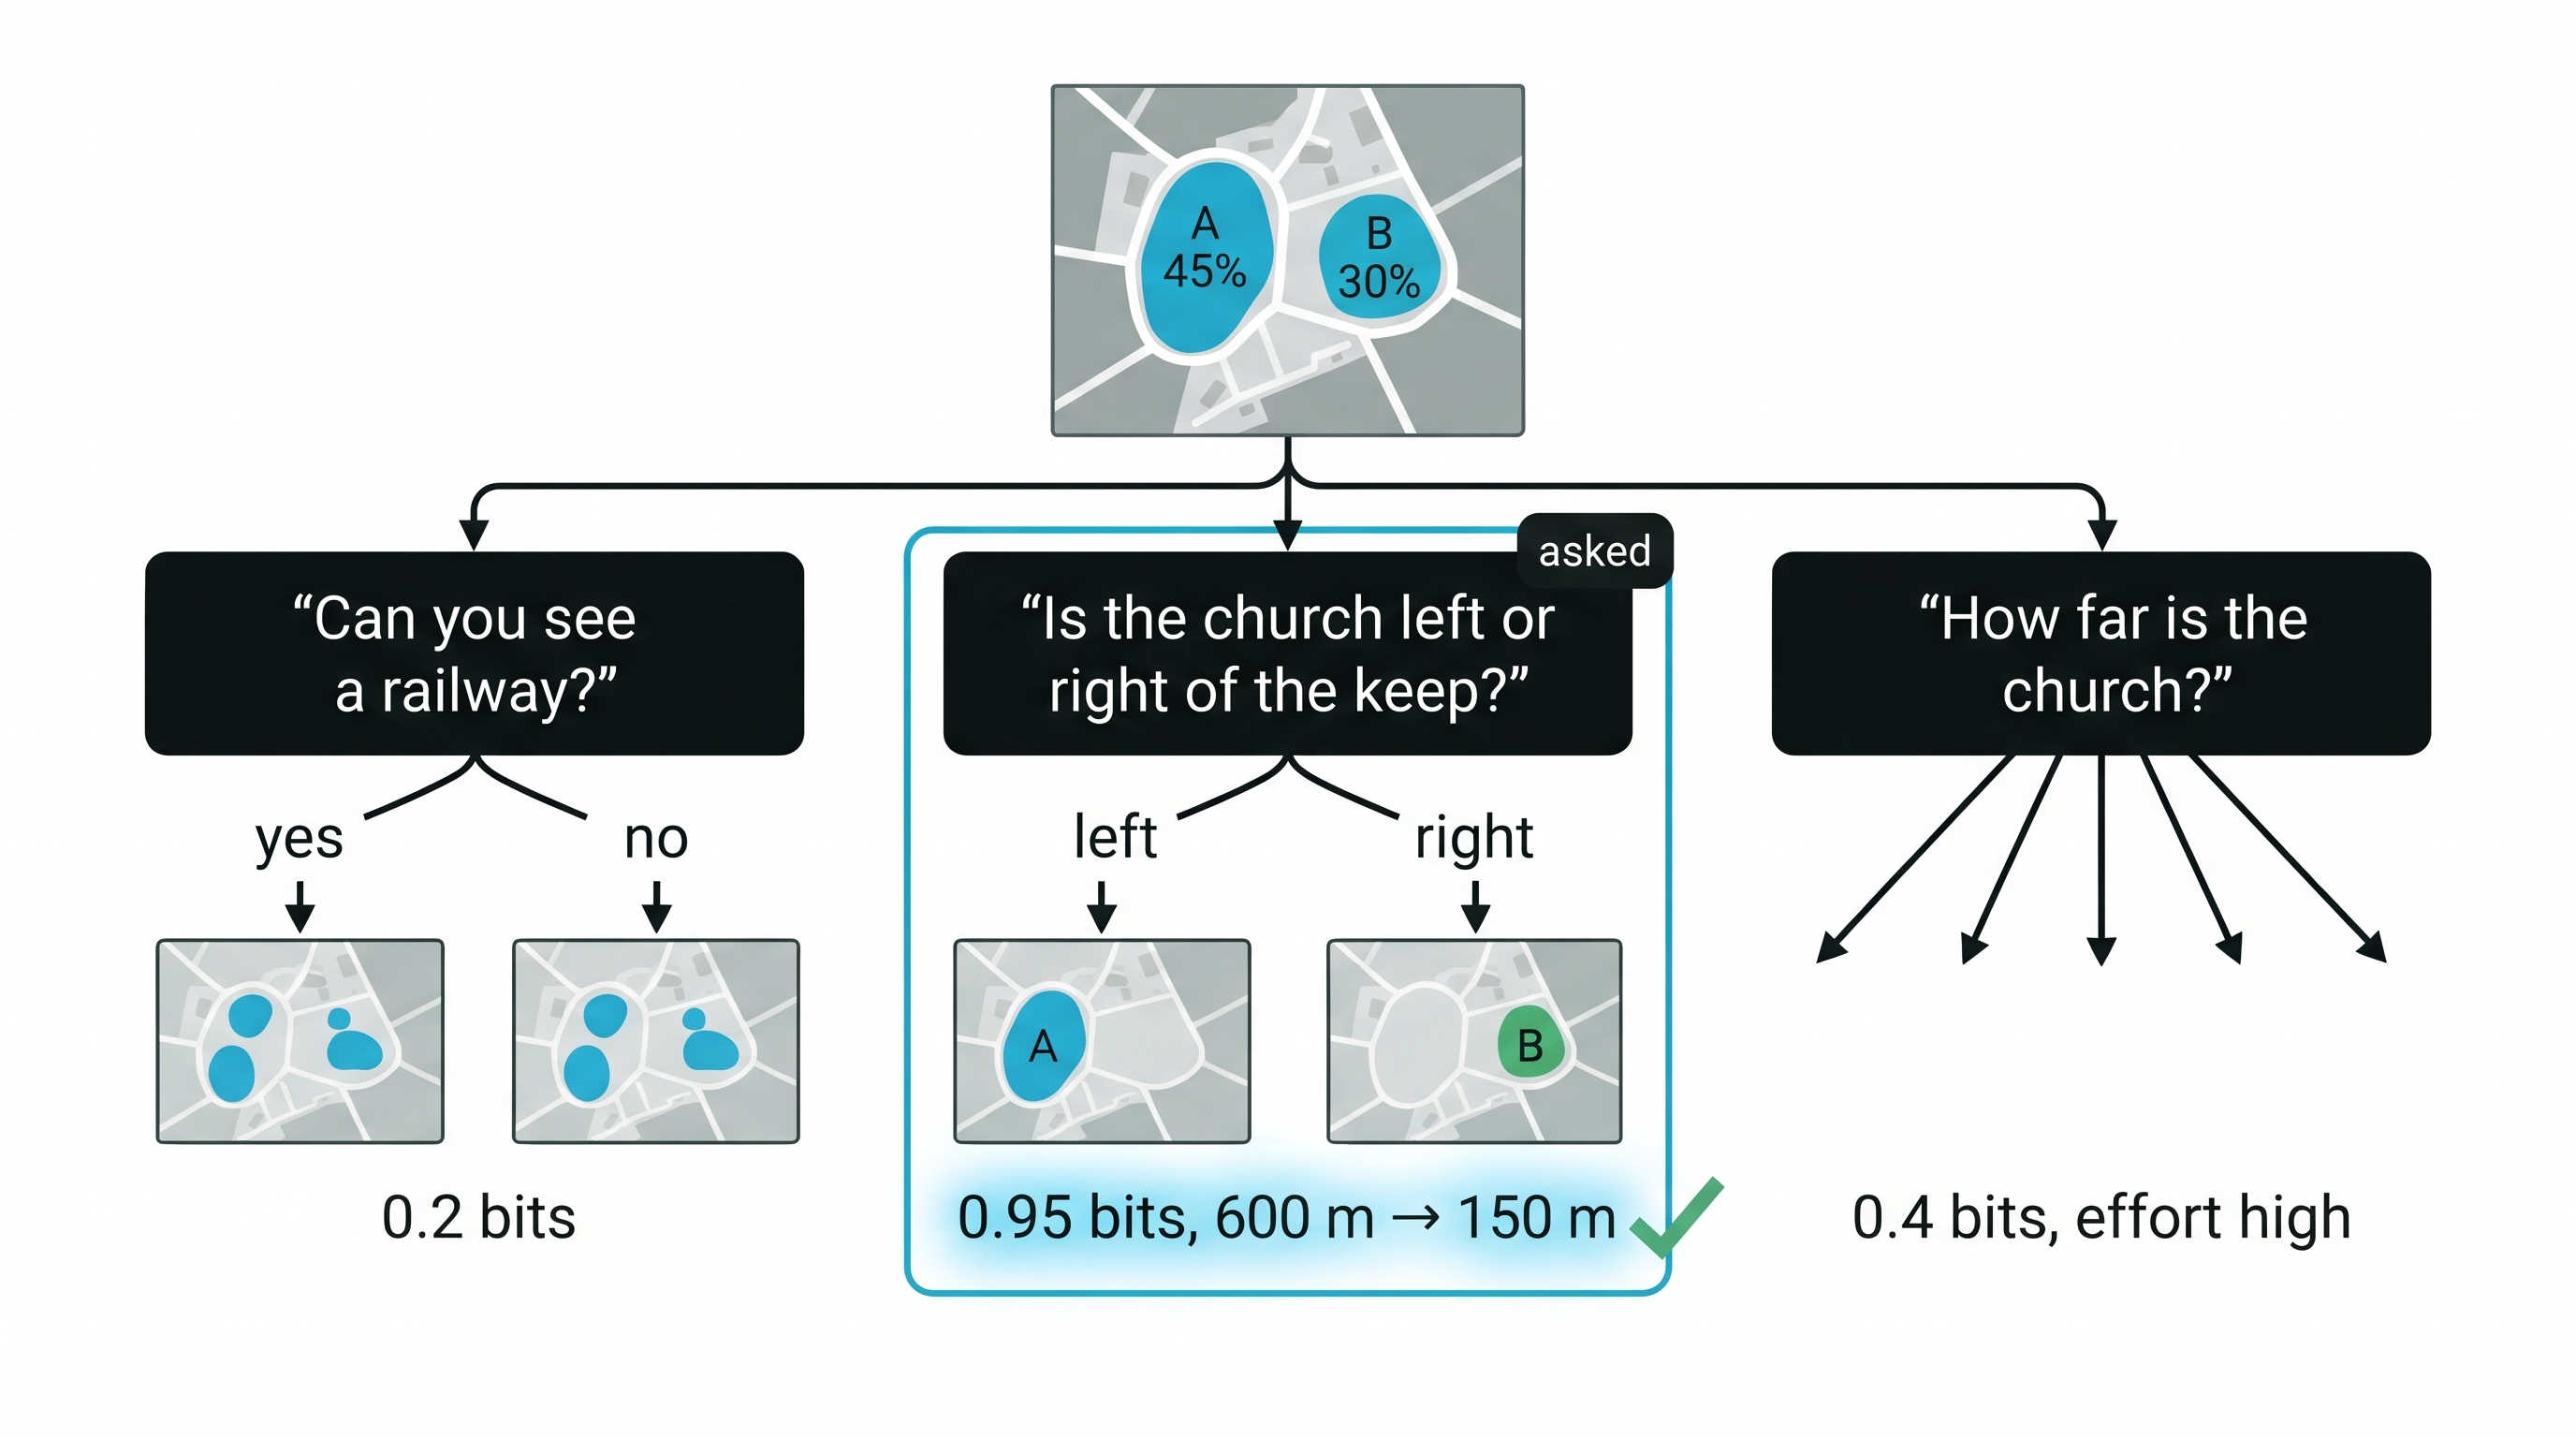 A
45%
B
30%
asked
“Can you see
a railway?”
“Is the church left or
right of the keep?”
“How far is the
church?”
yes
no
left
right
A
B
0.2 bits
0.95 bits, 600 m → 150 m
0.4 bits, effort high